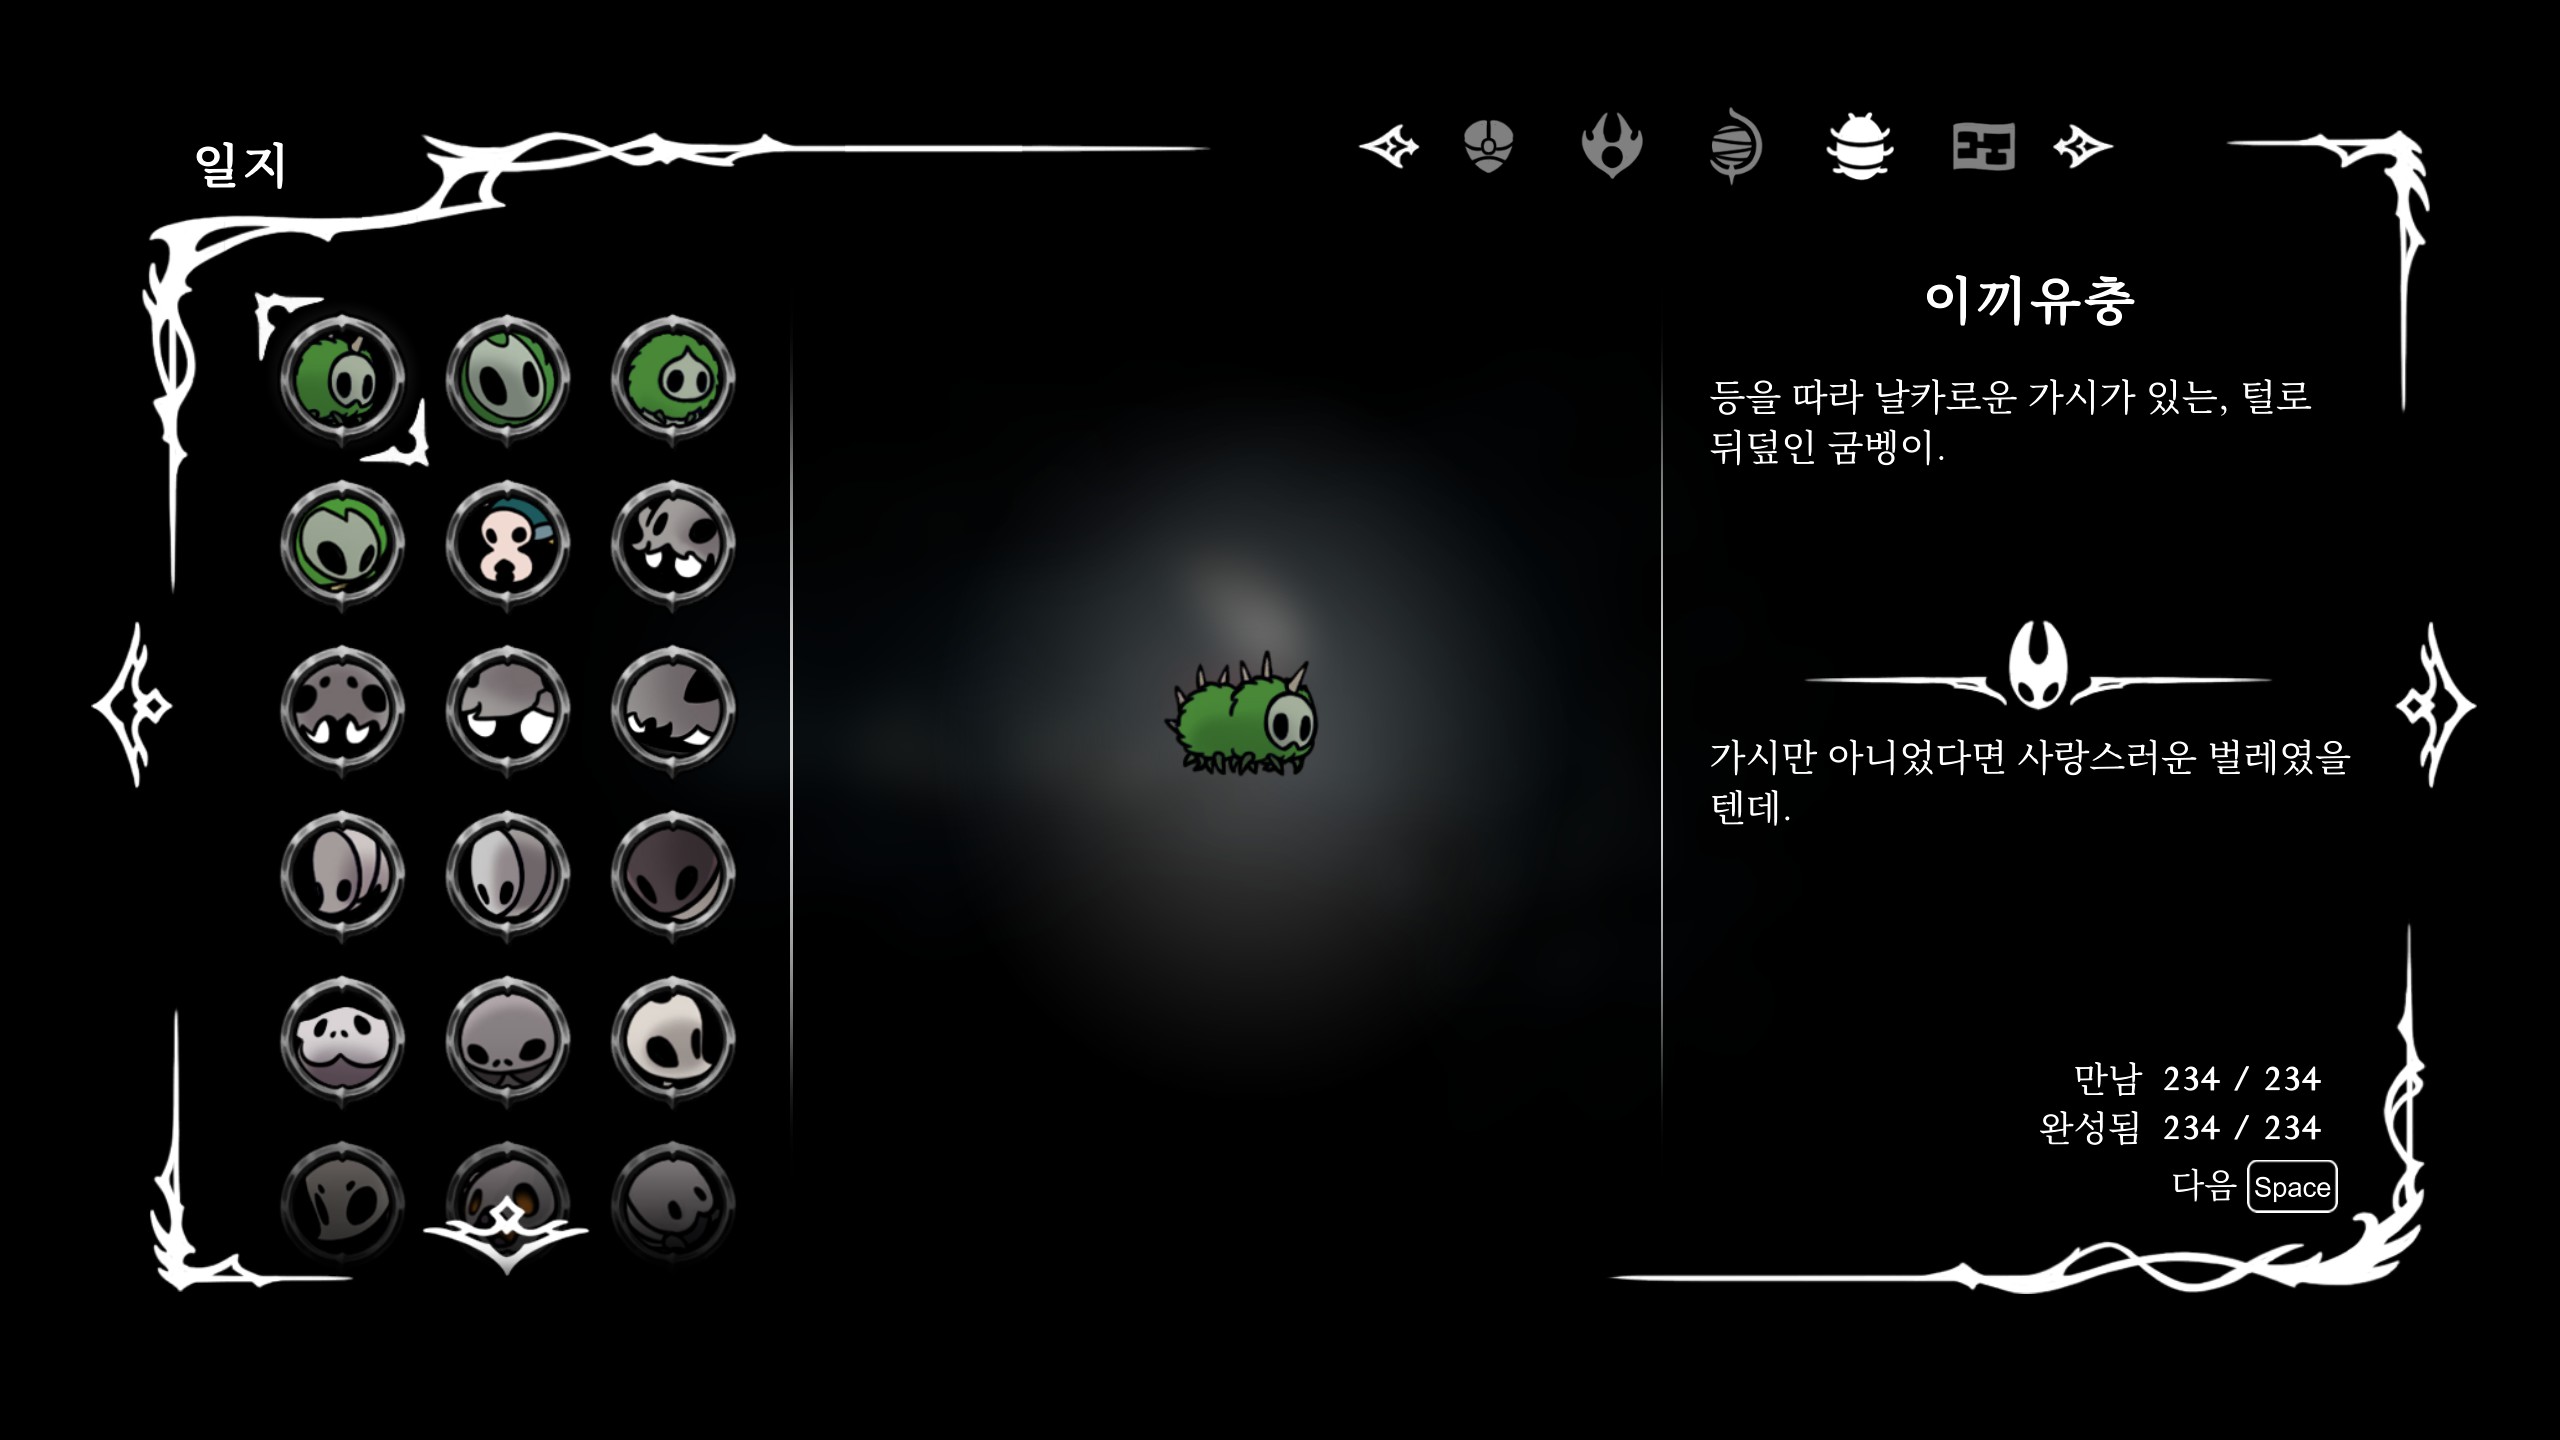 일지
이끼유충
등을 따라 날카로운 가시가 있는, 털로
뒤덮인 굼벵이.
가시만 아니었다면 사랑스러운 벌레였을
텐데.
만남 234 / 234
완성됨 234 / 234
다음 Space